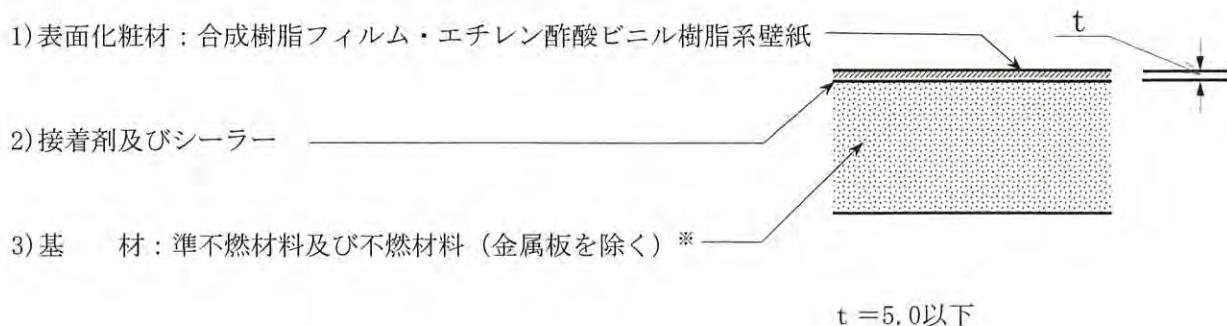 1)表面化粧材：合成樹脂フィルム・エチレン酢酸ビニル樹脂系壁紙
t
2)接着剤及びシーラー
3)基　　材：準不燃材料及び不燃材料（金属板を除く）※
t＝5.0以下